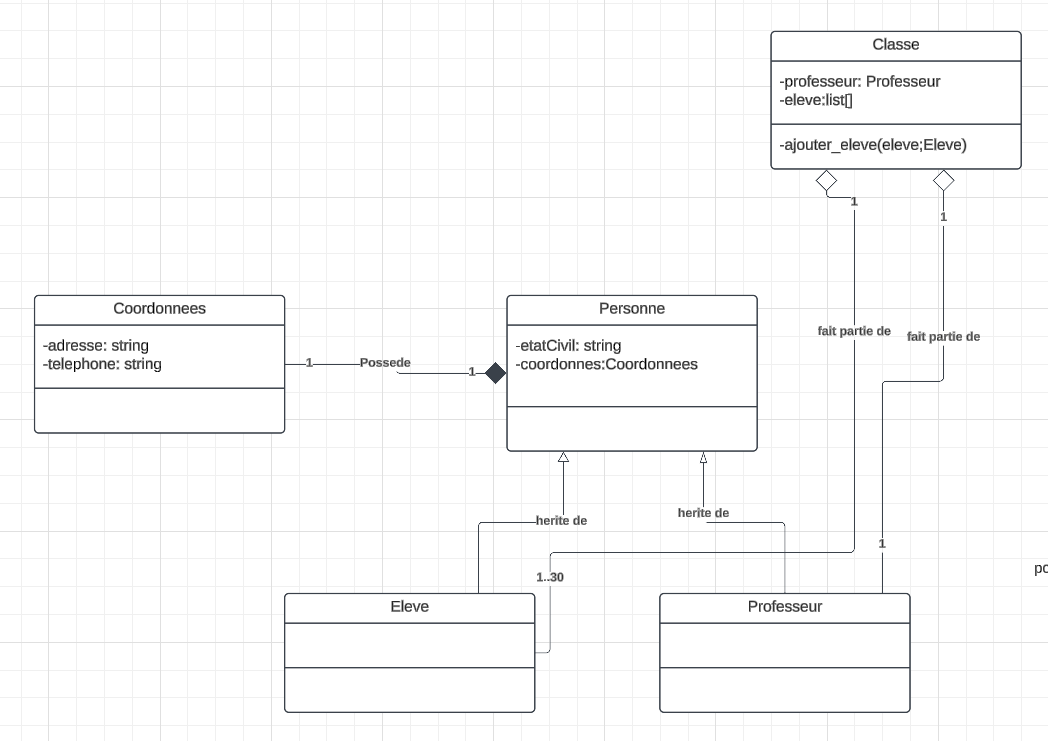 Classe
-professeur: Professeur
-eleve:list[]
-ajouter_eleve(eleve;Eleve)
1
1
Coordonnees
-adresse: string
-telephone: string
1
Possede
1
Personne
-etatCivil: string
-coordonnes:Coordonnees
fait partie de
fait partie de
herite de
herite de
1
1..30
po
Eleve
Professeur